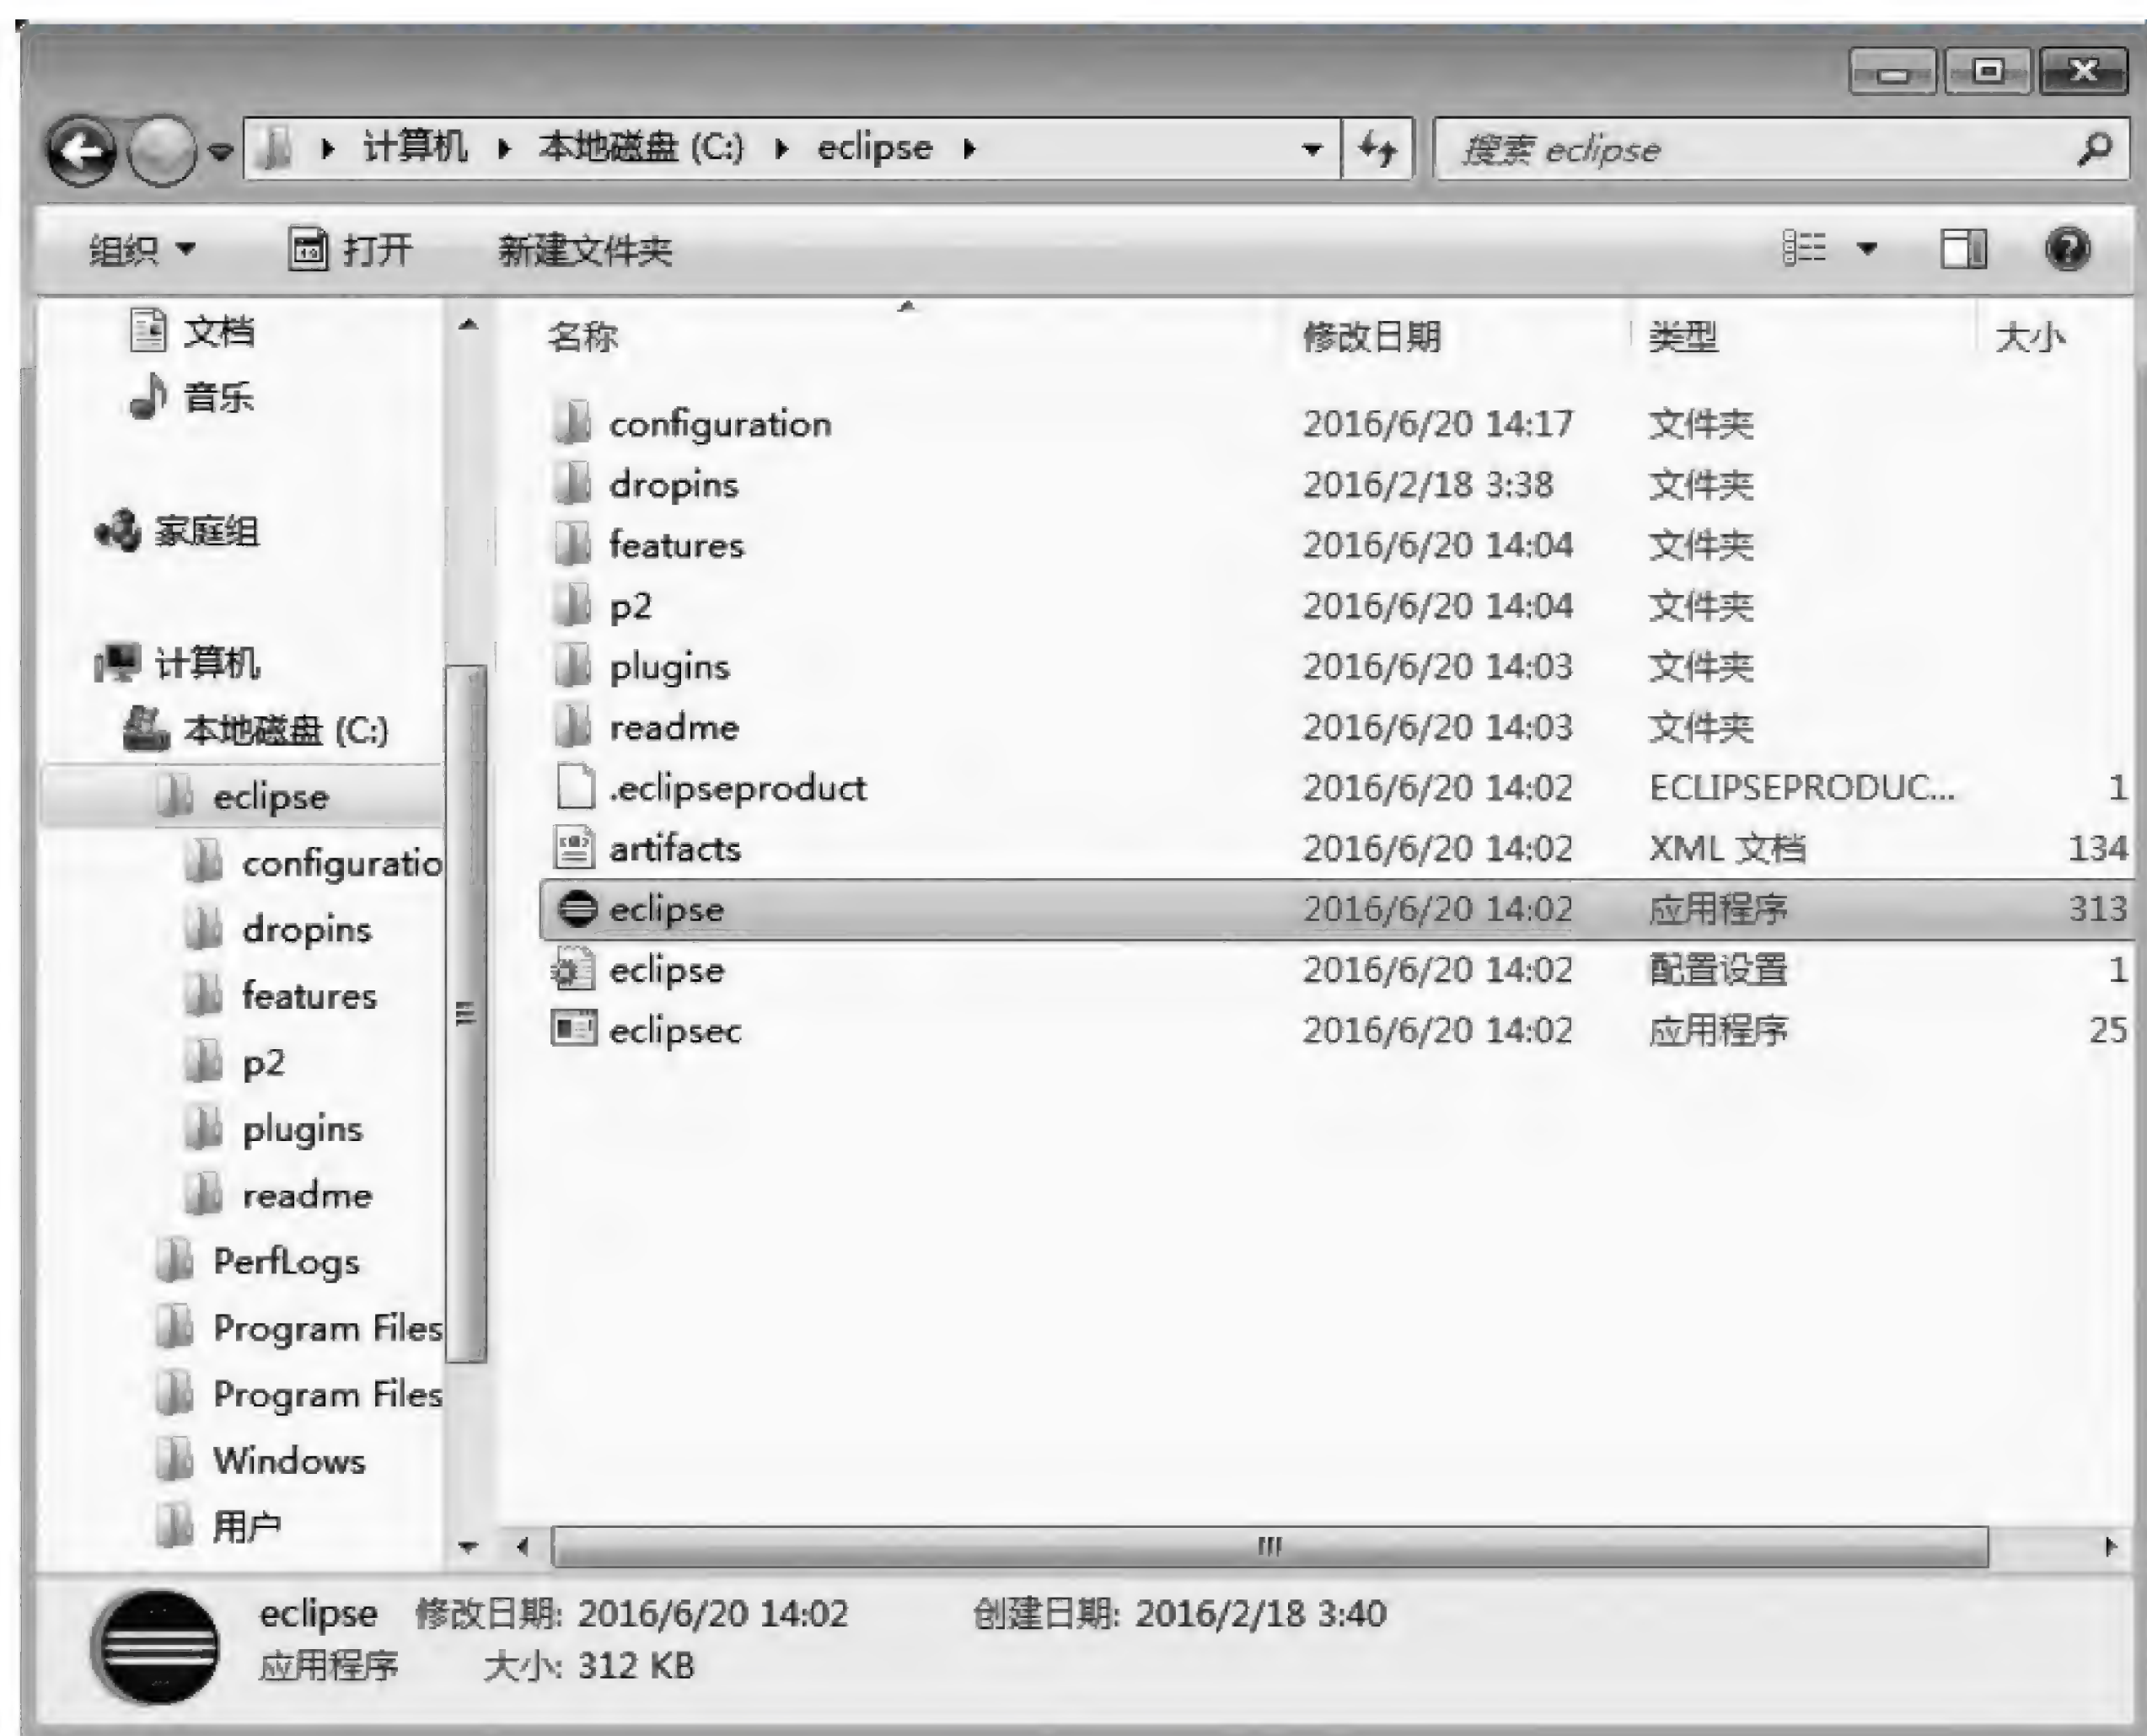 计算机 本地磁盘 (C:) eclipse 搜索 eclipse
组织 打开 新建文件夹
文档
音乐
家庭组
计算机
本地磁盘 (C:)
eclipse
configuratio
dropins
features
p2
plugins
readme
PerfLogs
Program Files
Program Files
Windows
用户
名称 修改日期 类型 大小
configuration 2016/6/20 14:17 文件夹
dropins 2016/2/18 3:38 文件夹
features 2016/6/20 14:04 文件夹
p2 2016/6/20 14:04 文件夹
plugins 2016/6/20 14:03 文件夹
readme 2016/6/20 14:03 文件夹
.eclipseproduct 2016/6/20 14:02 ECLIPSEPRODUC... 1
artifacts 2016/6/20 14:02 XML 文档 134
eclipse 2016/6/20 14:02 应用程序 313
eclipse 2016/6/20 14:02 配置设置 1
eclipsec 2016/6/20 14:02 应用程序 25
eclipse 修改日期: 2016/6/20 14:02 创建日期: 2016/2/18 3:40
应用程序 大小: 312 KB